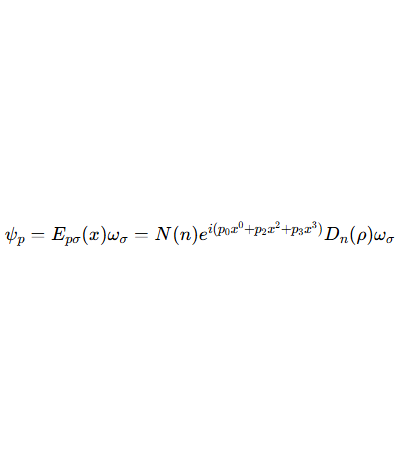 ψ_p = E_{pσ}(x)ω_σ = N(n)e^{i(p_0x^0+p_2x^2+p_3x^3)}D_n(ρ)ω_σ